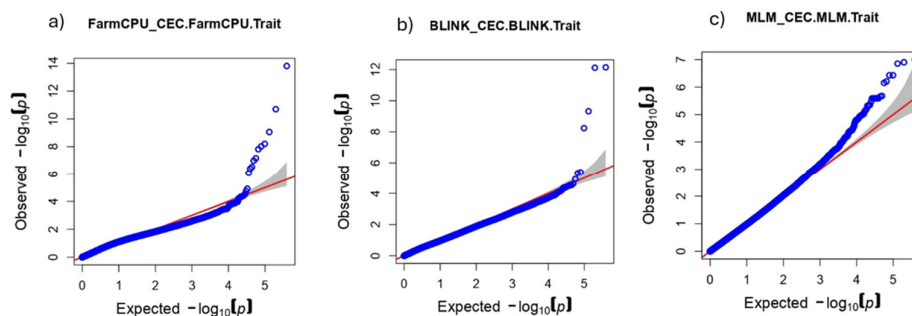 a) FarmCPU_CEC.FarmCPU.Trait
Observed −log10(p)
14
12
10
8
6
4
2
0
0 1 2 3 4 5
Expected −log10(p)
b) BLINK_CEC.BLINK.Trait
Observed −log10(p)
12
10
8
6
4
2
0
0 1 2 3 4 5
Expected −log10(p)
c) MLM_CEC.MLM.Trait
Observed −log10(p)
7
6
5
4
3
2
1
0
0 1 2 3 4 5
Expected −log10(p)